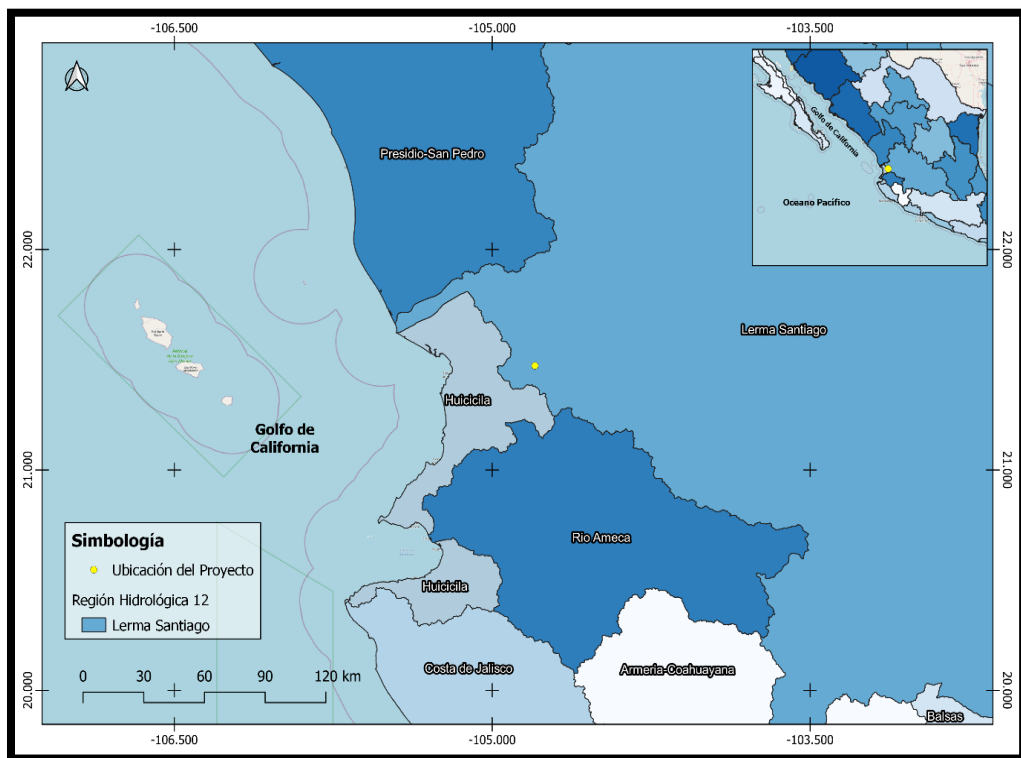 -106.500
-105.000
-103.500
Golfo de California
Oceano Pacífico
Presidio-San Pedro
22.000
22.000
Lerma Santiago
Huicicila
Golfo de
California
21.000
21.000
Simbología
Ubicación del Proyecto
Región Hidrológica 12
Lerma Santiago
Rio Ameca
Huicicila
Costa de Jalisco
Armeria-Coahuayana
0 30 60 90 120 km
20.000
20.000
Balsas
-106.500
-105.000
-103.500